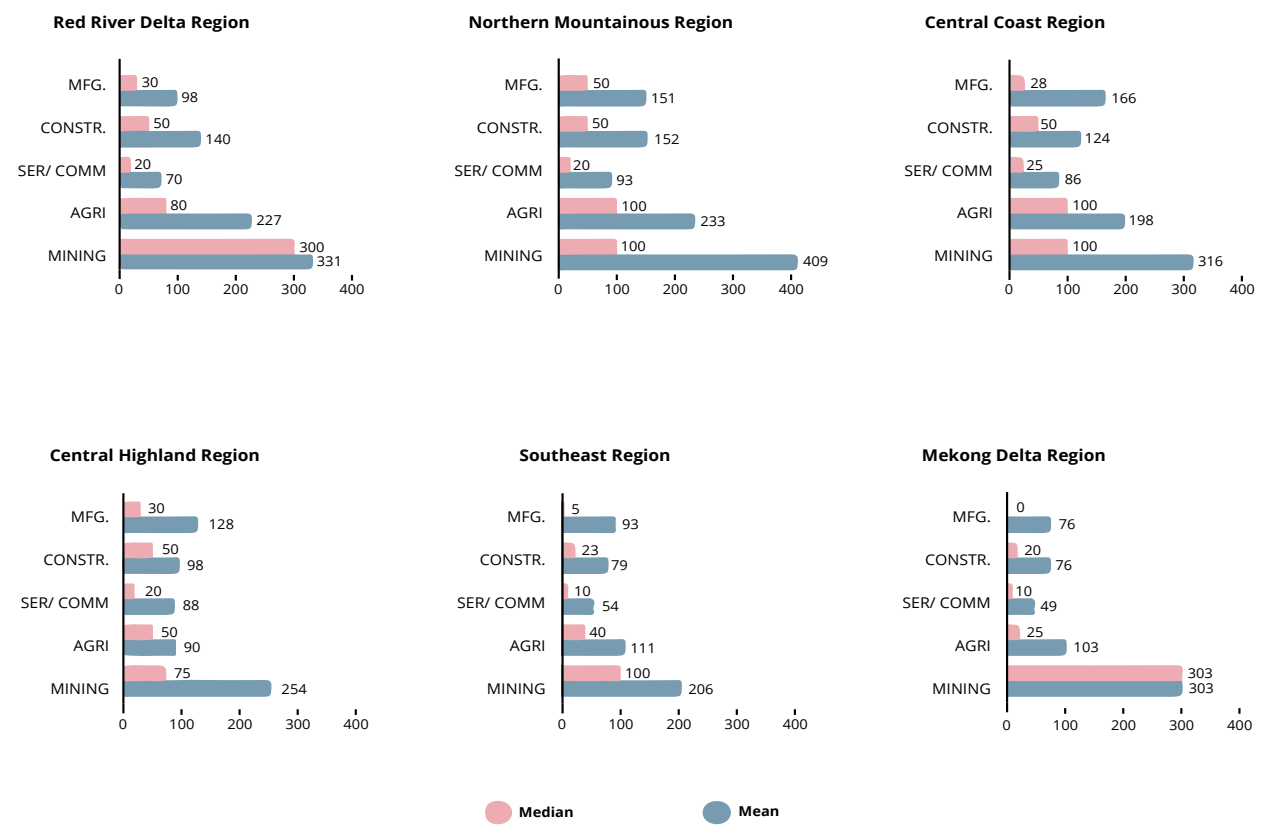 Red River Delta Region
MFG. 30
98
CONSTR. 50
140
SER/ COMM 20
70
AGRI 80
227
MINING 300
331
0 100 200 300 400
Northern Mountainous Region
MFG. 50
151
CONSTR. 50
152
SER/ COMM 20
93
AGRI 100
233
MINING 100
409
0 100 200 300 400
Central Coast Region
MFG. 28
166
CONSTR. 50
124
SER/ COMM 25
86
AGRI 100
198
MINING 100
316
0 100 200 300 400
Central Highland Region
MFG. 30
128
CONSTR. 50
98
SER/ COMM 20
88
AGRI 50
90
MINING 75
254
0 100 200 300 400
Southeast Region
MFG. 5
93
CONSTR. 23
79
SER/ COMM 10
54
AGRI 40
111
MINING 100
206
0 100 200 300 400
Mekong Delta Region
MFG. 0
76
CONSTR. 20
76
SER/ COMM 10
49
AGRI 25
103
MINING 303
303
0 100 200 300 400
Median Mean